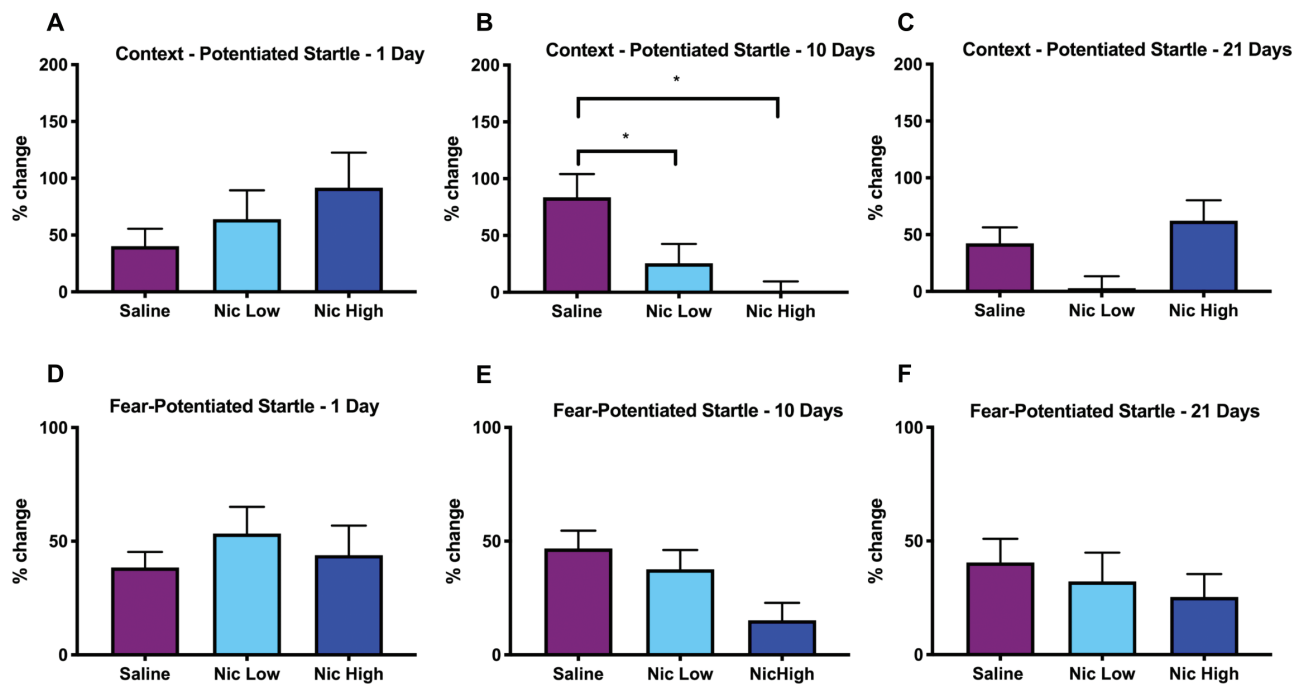 A
Context - Potentiated Startle - 1 Day
% change
200
150
100
50
0
Saline
Nic Low
Nic High
B
Context - Potentiated Startle - 10 Days
% change
200
150
100
50
0
*
*
Saline
Nic Low
Nic High
C
Context - Potentiated Startle - 21 Days
% change
200
150
100
50
0
Saline
Nic Low
Nic High
D
Fear-Potentiated Startle - 1 Day
% change
100
50
0
Saline
Nic Low
Nic High
E
Fear-Potentiated Startle - 10 Days
% change
100
50
0
Saline
Nic Low
NicHigh
F
Fear-Potentiated Startle - 21 Days
% change
100
50
0
Saline
Nic Low
Nic High